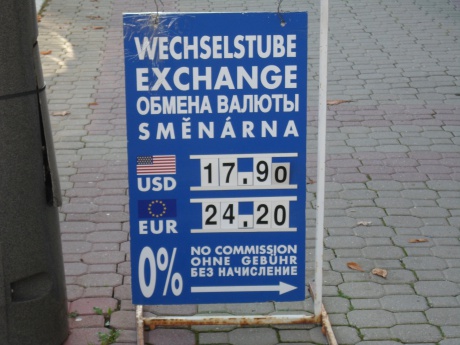 WECHSELSTUBE
EXCHANGE
ОБМЕНА ВАЛЮТЫ
SMĚNÁRNA
USD 17.90
EUR 24.20
0%
NO COMMISSION
OHNE GEBÜHR
БЕЗ НАЧИСЛЕНИЕ